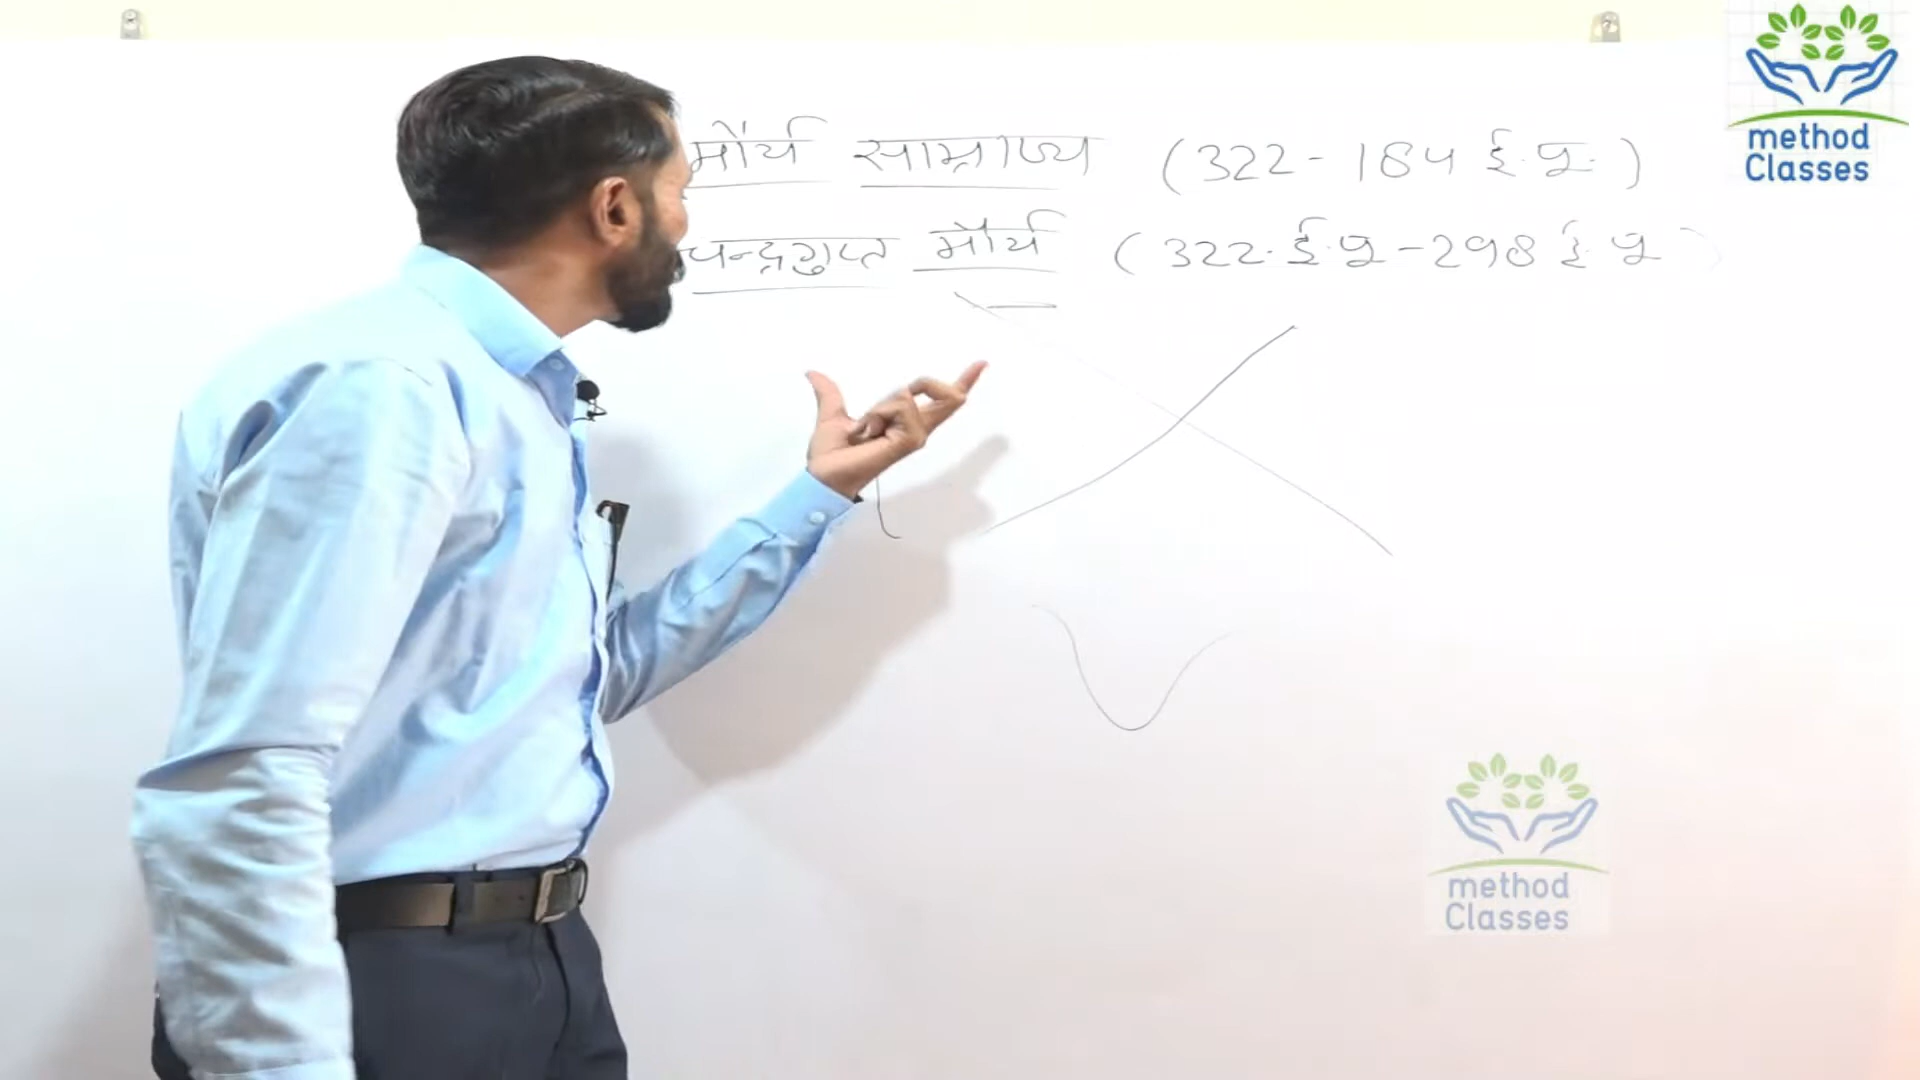 मौर्य साम्राज्य (322-184 ई.पू.)
चन्द्रगुप्त मौर्य (322.ई.पू-298 ई.पू)
method
Classes
method
Classes